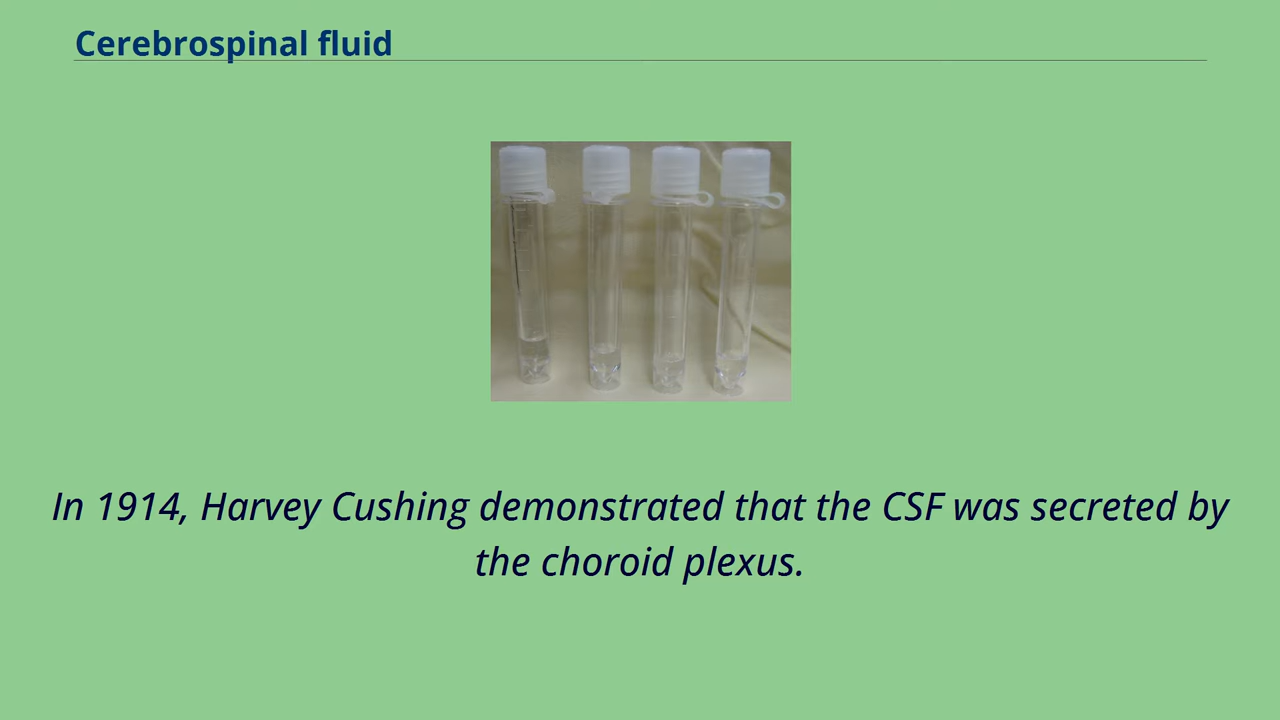 Cerebrospinal fluid
In 1914, Harvey Cushing demonstrated that the CSF was secreted by
the choroid plexus.